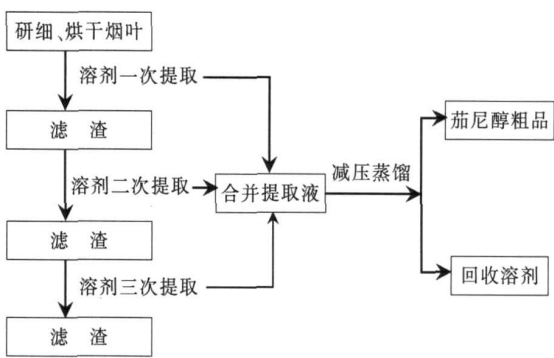 研细、烘干烟叶
溶剂一次提取
滤 渣
茄尼醇粗品
减压蒸馏
溶剂二次提取
合并提取液
滤 渣
回收溶剂
溶剂三次提取
滤 渣